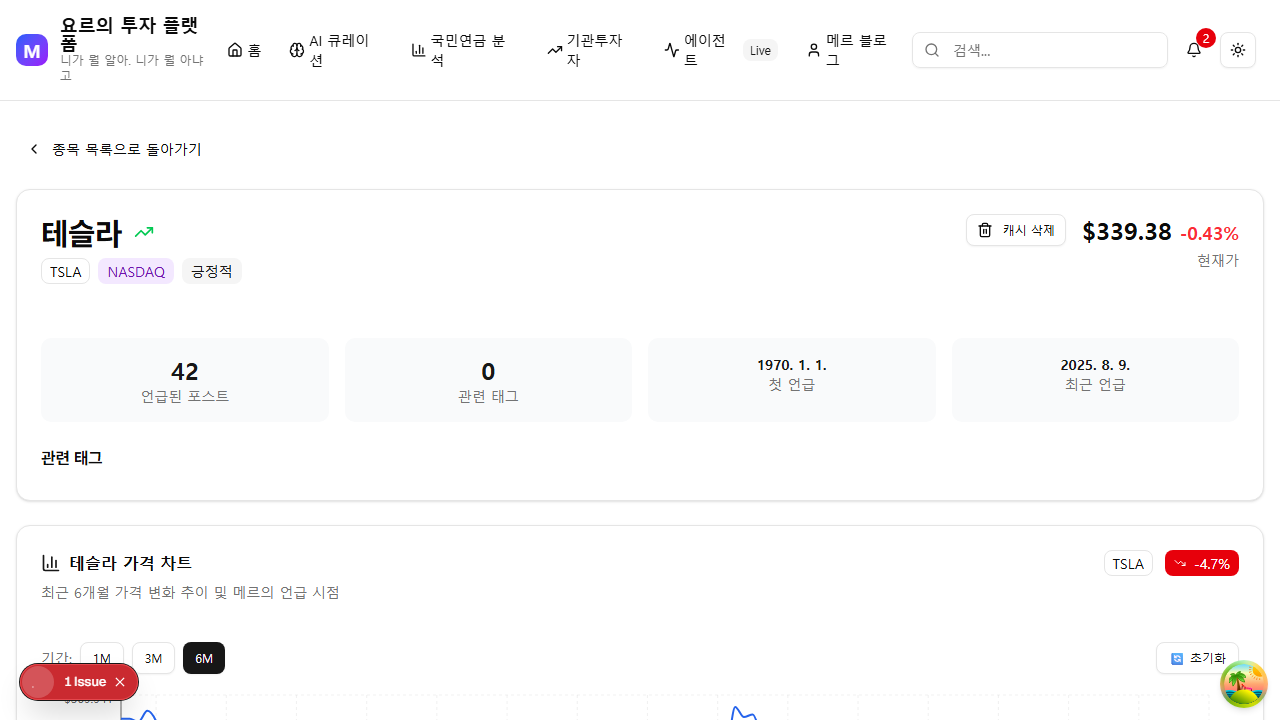 M
요르의 투자 플랫
폼
니가 뭘 알아. 니가 뭘 아냐
고
홈
AI 큐레이
션
국민연금 분
석
기관투자
자
에이전
트
Live
메르 블로
그
검색...
2
종목 목록으로 돌아가기
테슬라
캐시 삭제
$339.38 -0.43%
현재가
TSLA NASDAQ 긍정적
42
언급된 포스트
0
관련 태그
1970. 1. 1.
첫 언급
2025. 8. 9.
최근 언급
관련 태그
테슬라 가격 차트
TSLA -4.7%
최근 6개월 가격 변화 추이 및 메르의 언급 시점
기간: 1M 3M 6M
초기화
1 Issue